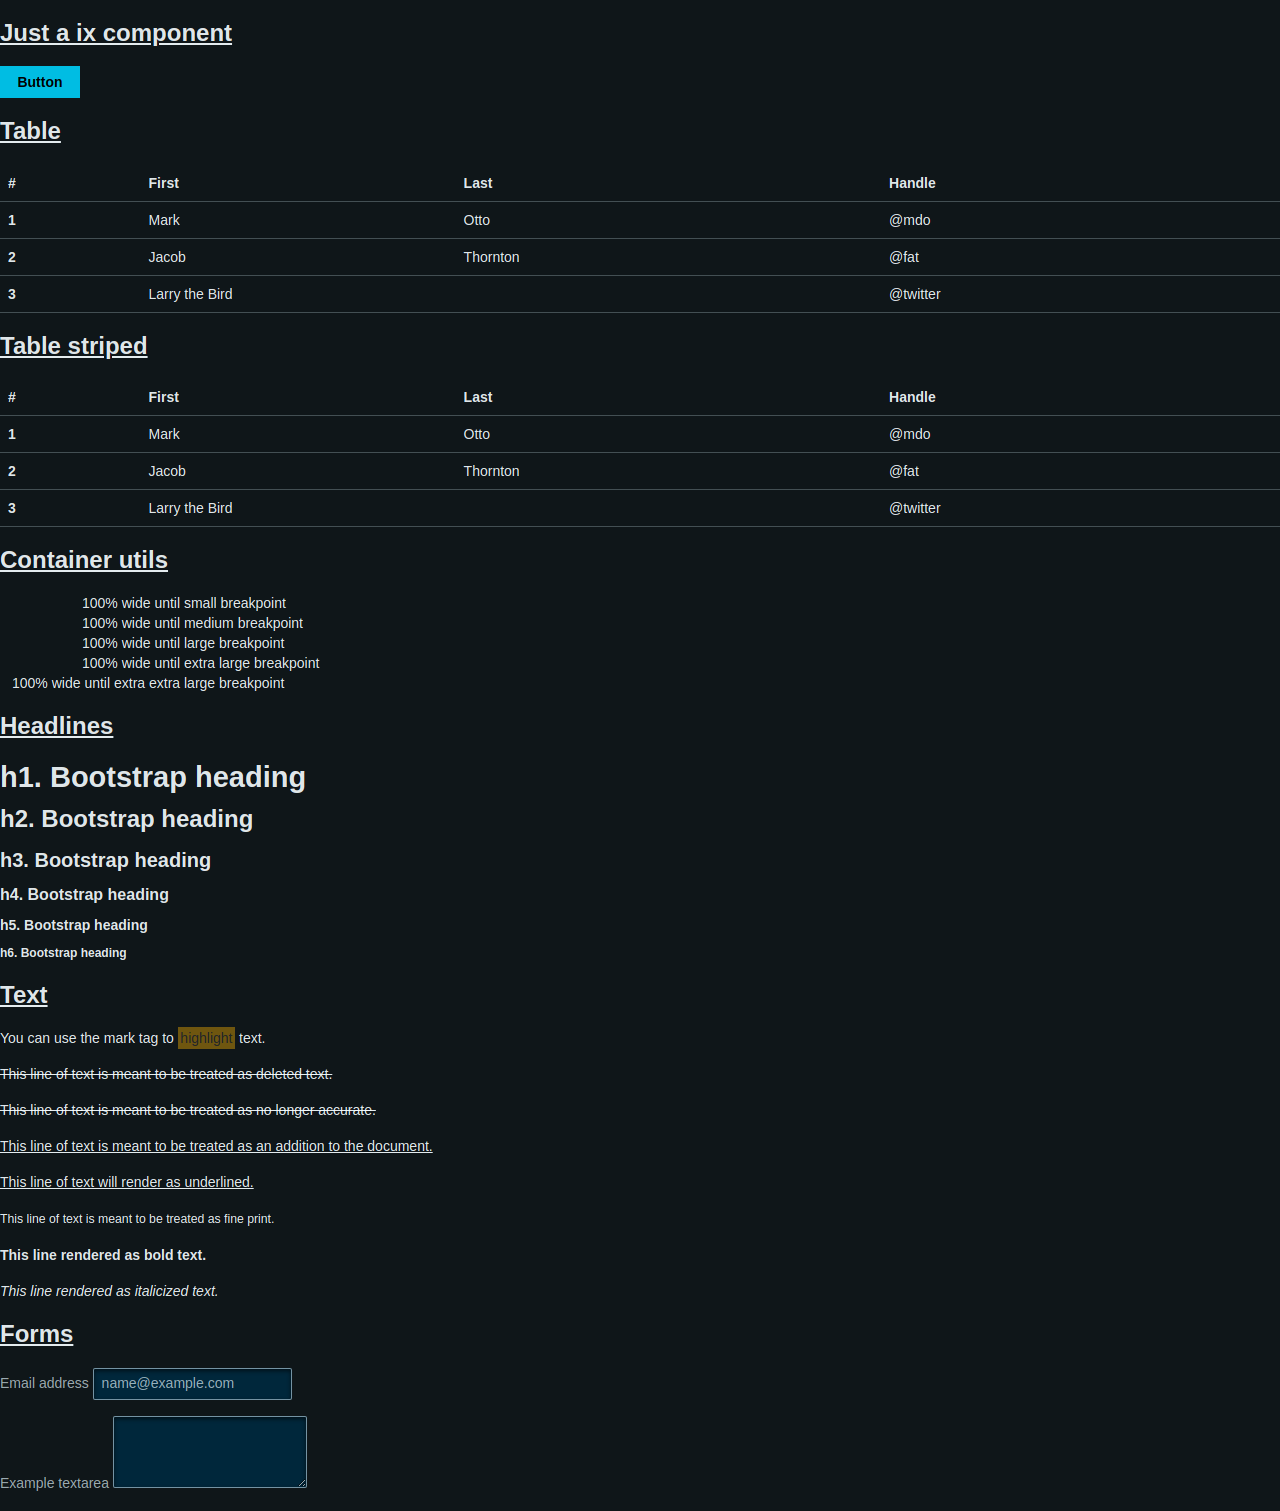 Just a ix component
Button
Table
# First Last Handle
1 Mark Otto @mdo
2 Jacob Thornton @fat
3 Larry the Bird @twitter
Table striped
# First Last Handle
1 Mark Otto @mdo
2 Jacob Thornton @fat
3 Larry the Bird @twitter
Container utils
100% wide until small breakpoint
100% wide until medium breakpoint
100% wide until large breakpoint
100% wide until extra large breakpoint
100% wide until extra extra large breakpoint
Headlines
h1. Bootstrap heading
h2. Bootstrap heading
h3. Bootstrap heading
h4. Bootstrap heading
h5. Bootstrap heading
h6. Bootstrap heading
Text
You can use the mark tag to highlight text.
This line of text is meant to be treated as deleted text.
This line of text is meant to be treated as no longer accurate.
This line of text is meant to be treated as an addition to the document.
This line of text will render as underlined.
This line of text is meant to be treated as fine print.
This line rendered as bold text.
This line rendered as italicized text.
Forms
Email address name@example.com
Example textarea